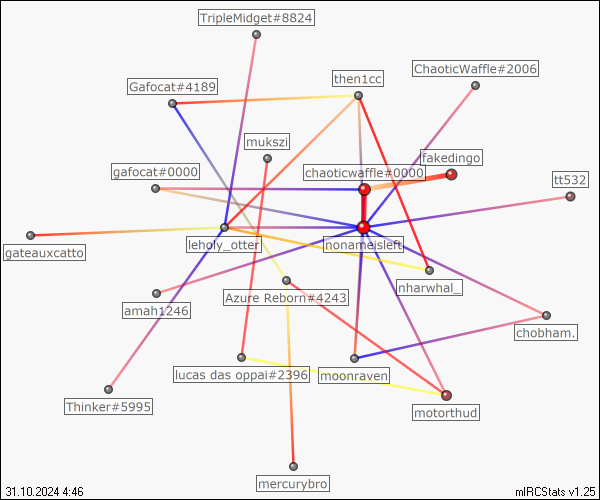 TripleMidget#8824
ChaoticWaffle#2006
then1cc
Gafocat#4189
mukszi
fakedingo
gafocat#0000
chaoticwaffle#0000
tt532
gateauxcatto
leholy_otter
nonameisleft
nharwhal_
Azure Reborn#4243
amah1246
chobham.
lucas das oppai#2396
moonraven
Thinker#5995
motorthud
mercurybro
31.10.2024 4:46
mIRCStats v1.25